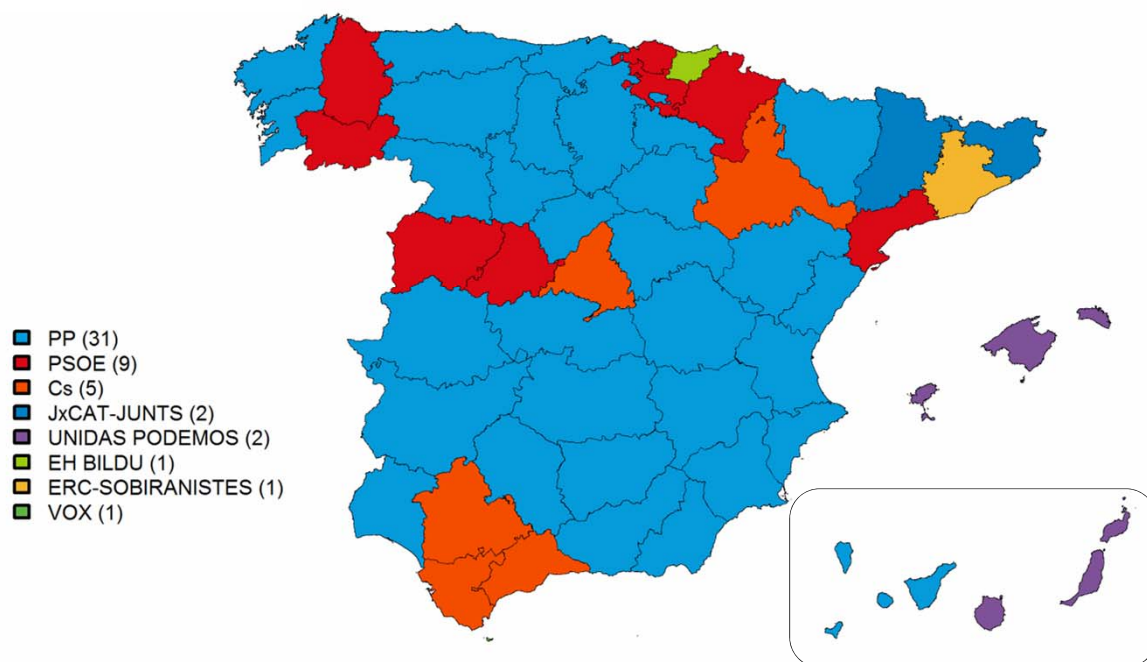 PP (31)
PSOE (9)
Cs (5)
JxCAT-JUNTS (2)
UNIDAS PODEMOS (2)
EH BILDU (1)
ERC-SOBIRANISTES (1)
VOX (1)